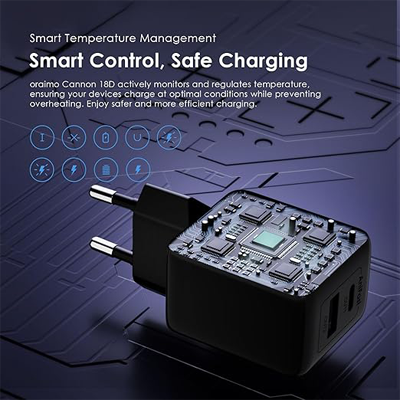 Smart Temperature Management
Smart Control, Safe Charging
oraimo Cannon 18D actively monitors and regulates temperature,
ensuring your devices charge at optimal conditions while preventing
overheating. Enjoy safer and more efficient charging.